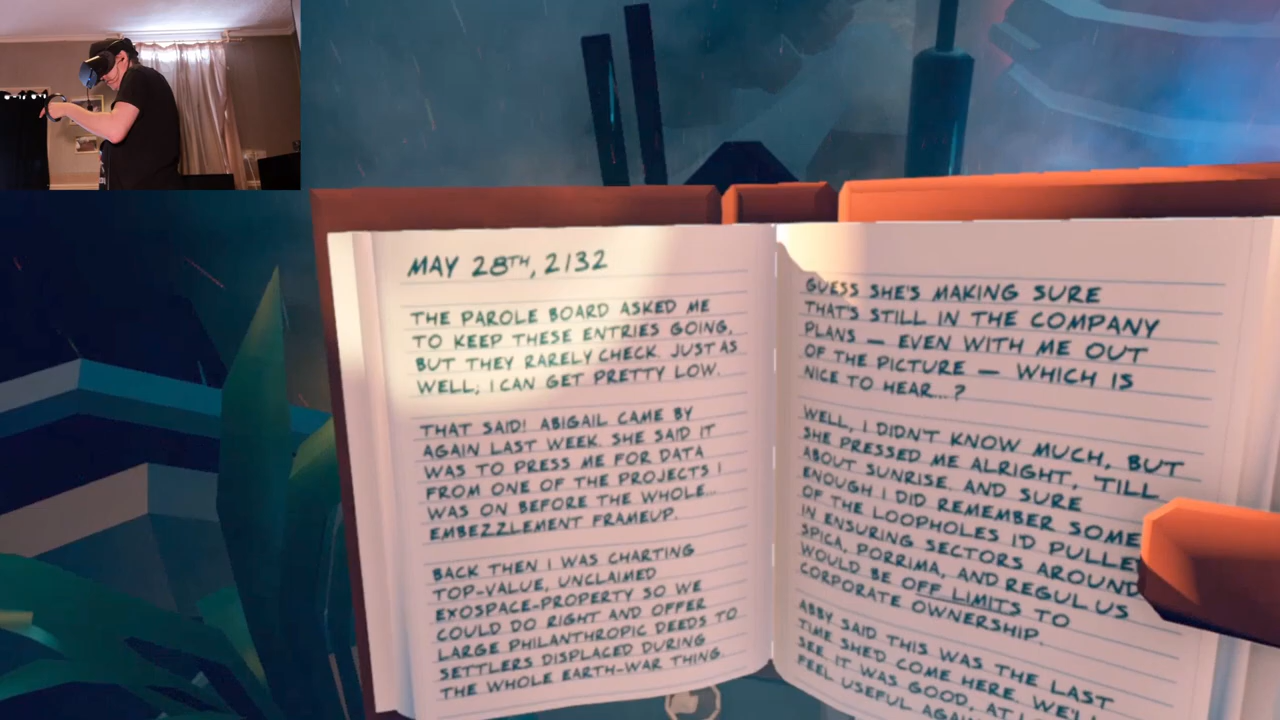 MAY 28TH, 2132
THE PAROLE BOARD ASKED ME
TO KEEP THESE ENTRIES GOING,
BUT THEY RARELY CHECK. JUST AS
WELL; I CAN GET PRETTY LOW.
THAT SAID! ABIGAIL CAME BY
AGAIN LAST WEEK. SHE SAID IT
WAS TO PRESS ME FOR DATA
FROM ONE OF THE PROJECTS I
WAS ON BEFORE THE WHOLE...
EMBEZZLEMENT FRAMEUP.
BACK THEN I WAS CHARTING
TOP-VALUE, UNCLAIMED
EXOSPACE-PROPERTY SO WE
COULD DO RIGHT AND OFFER
LARGE PHILANTHROPIC DEEDS TO
SETTLERS DISPLACED DURING
THE WHOLE EARTH-WAR THING.
GUESS SHE'S MAKING SURE
THAT'S STILL IN THE COMPANY
PLANS — EVEN WITH ME OUT
OF THE PICTURE — WHICH IS
NICE TO HEAR...?
WELL, I DIDN'T KNOW MUCH, BUT
SHE PRESSED ME ALRIGHT, 'TILL
ABOUT SUNRISE. AND SURE
ENOUGH I DID REMEMBER SOME
OF THE LOOPHOLES I'D PULLE
IN ENSURING SECTORS AROUND
SPICA, PORRIMA, AND REGULUS
WOULD BE OFF LIMITS TO
CORPORATE OWNERSHIP.
ABBY SAID THIS WAS THE LAST
TIME SHE'D COME HERE. WE'LL
SEE. IT WAS GOOD, AT
FEEL USEFUL AGAIN